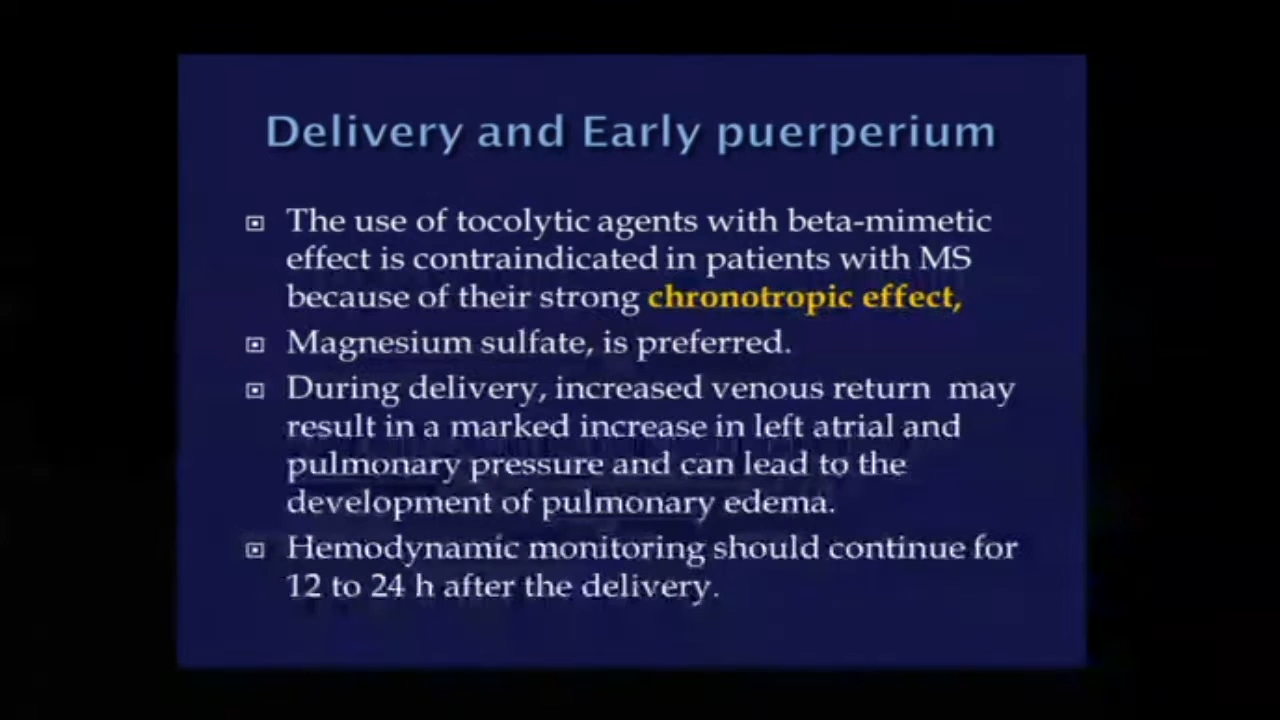 Delivery and Early puerperium
The use of tocolytic agents with beta-mimetic
effect is contraindicated in patients with MS
because of their strong chronotropic effect,
Magnesium sulfate, is preferred.
During delivery, increased venous return may
result in a marked increase in left atrial and
pulmonary pressure and can lead to the
development of pulmonary edema.
Hemodynamic monitoring should continue for
12 to 24 h after the delivery.